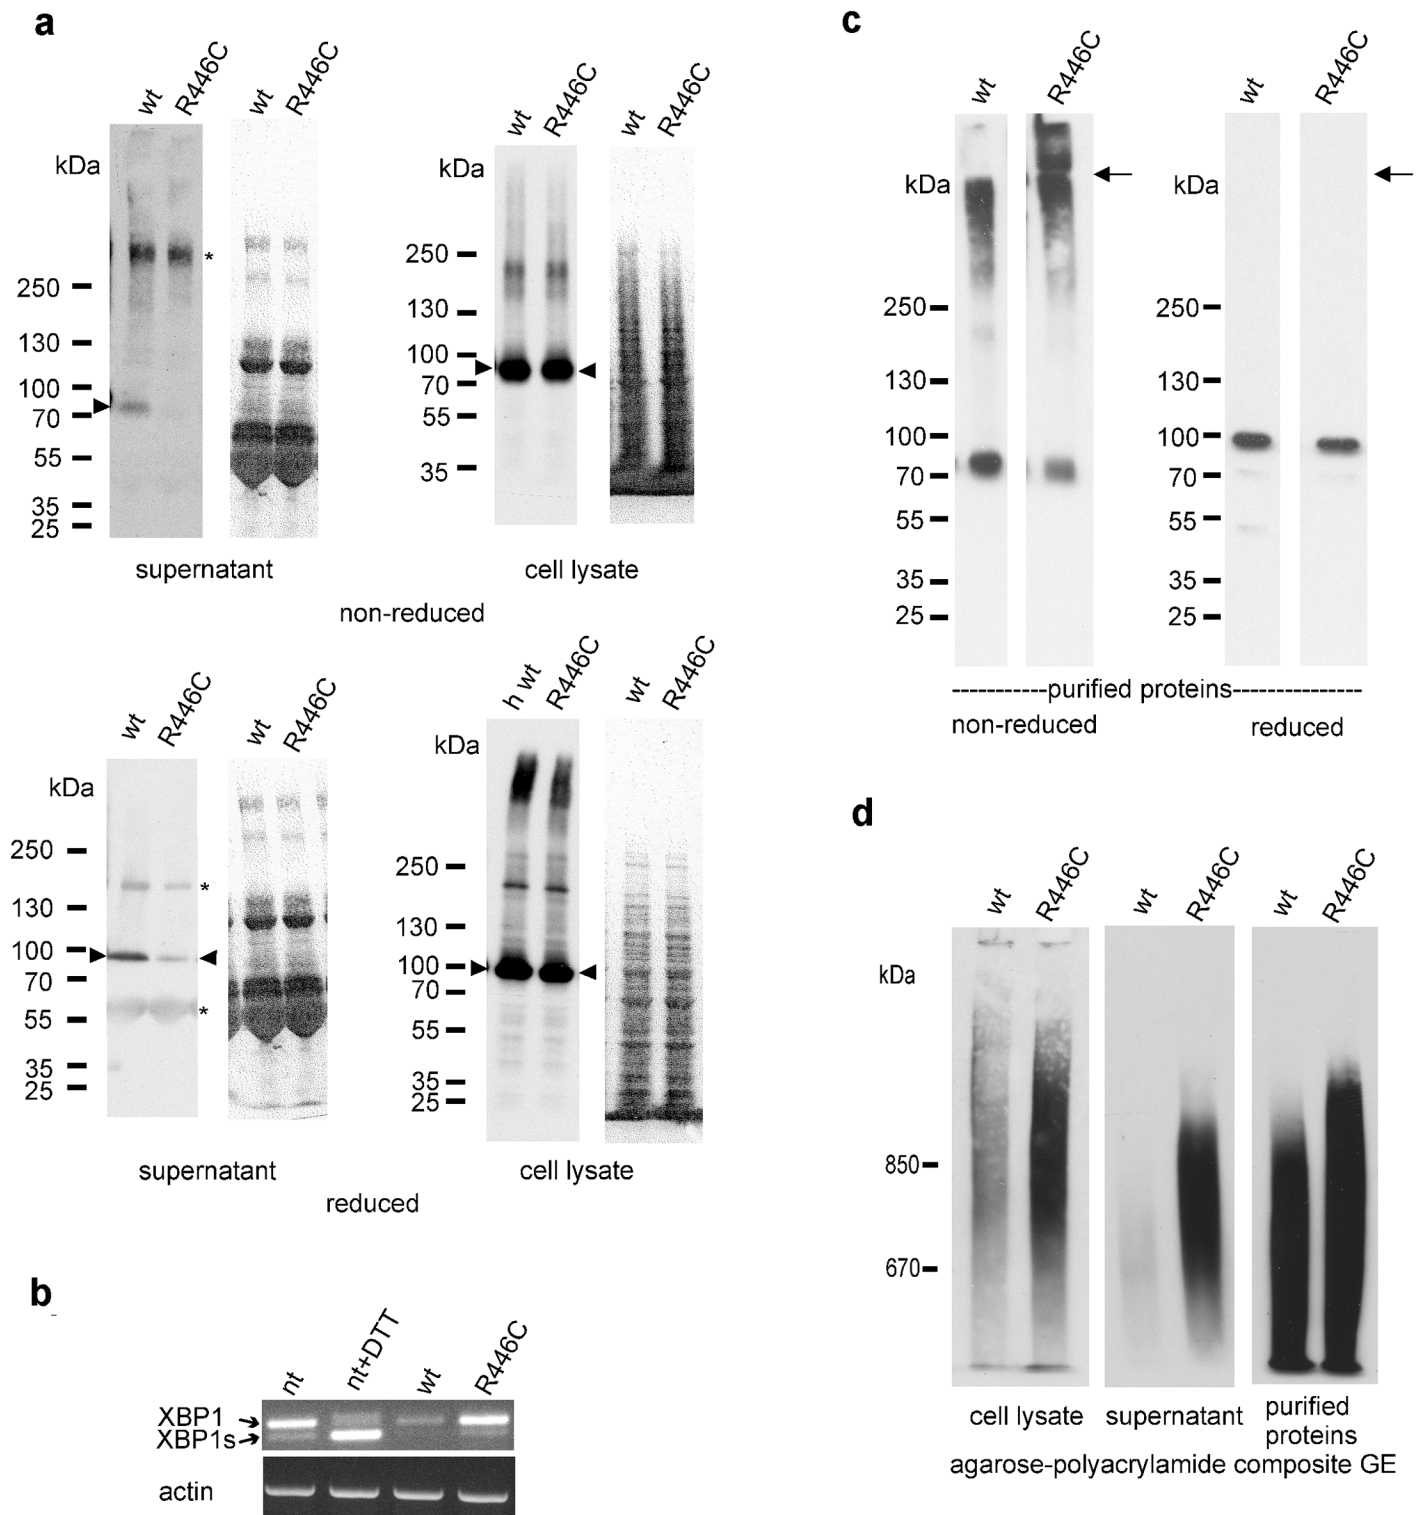 a
wt R446C wt R446C
kDa
*
250
130
100
70
55
35
25
supernatant
wt R446C wt R446C
kDa
250
130
100
70
55
35
cell lysate
non-reduced
wt R446C wt R446C
kDa
250
*
130
100
70
*
55
35
25
supernatant
h wt R446C wt R446C
kDa
250
130
100
70
55
35
25
cell lysate
reduced
b
nt nt+DTT wt R446C
XBP1
XBP1s
actin
c
wt R446C
kDa
250
130
100
70
55
35
25
wt R446C
kDa
250
130
100
70
55
35
25
-----------purified proteins---------------
non-reduced reduced
d
wt R446C wt R446C wt R446C
kDa
850
670
cell lysate supernatant purified
proteins
agarose-polyacrylamide composite GE